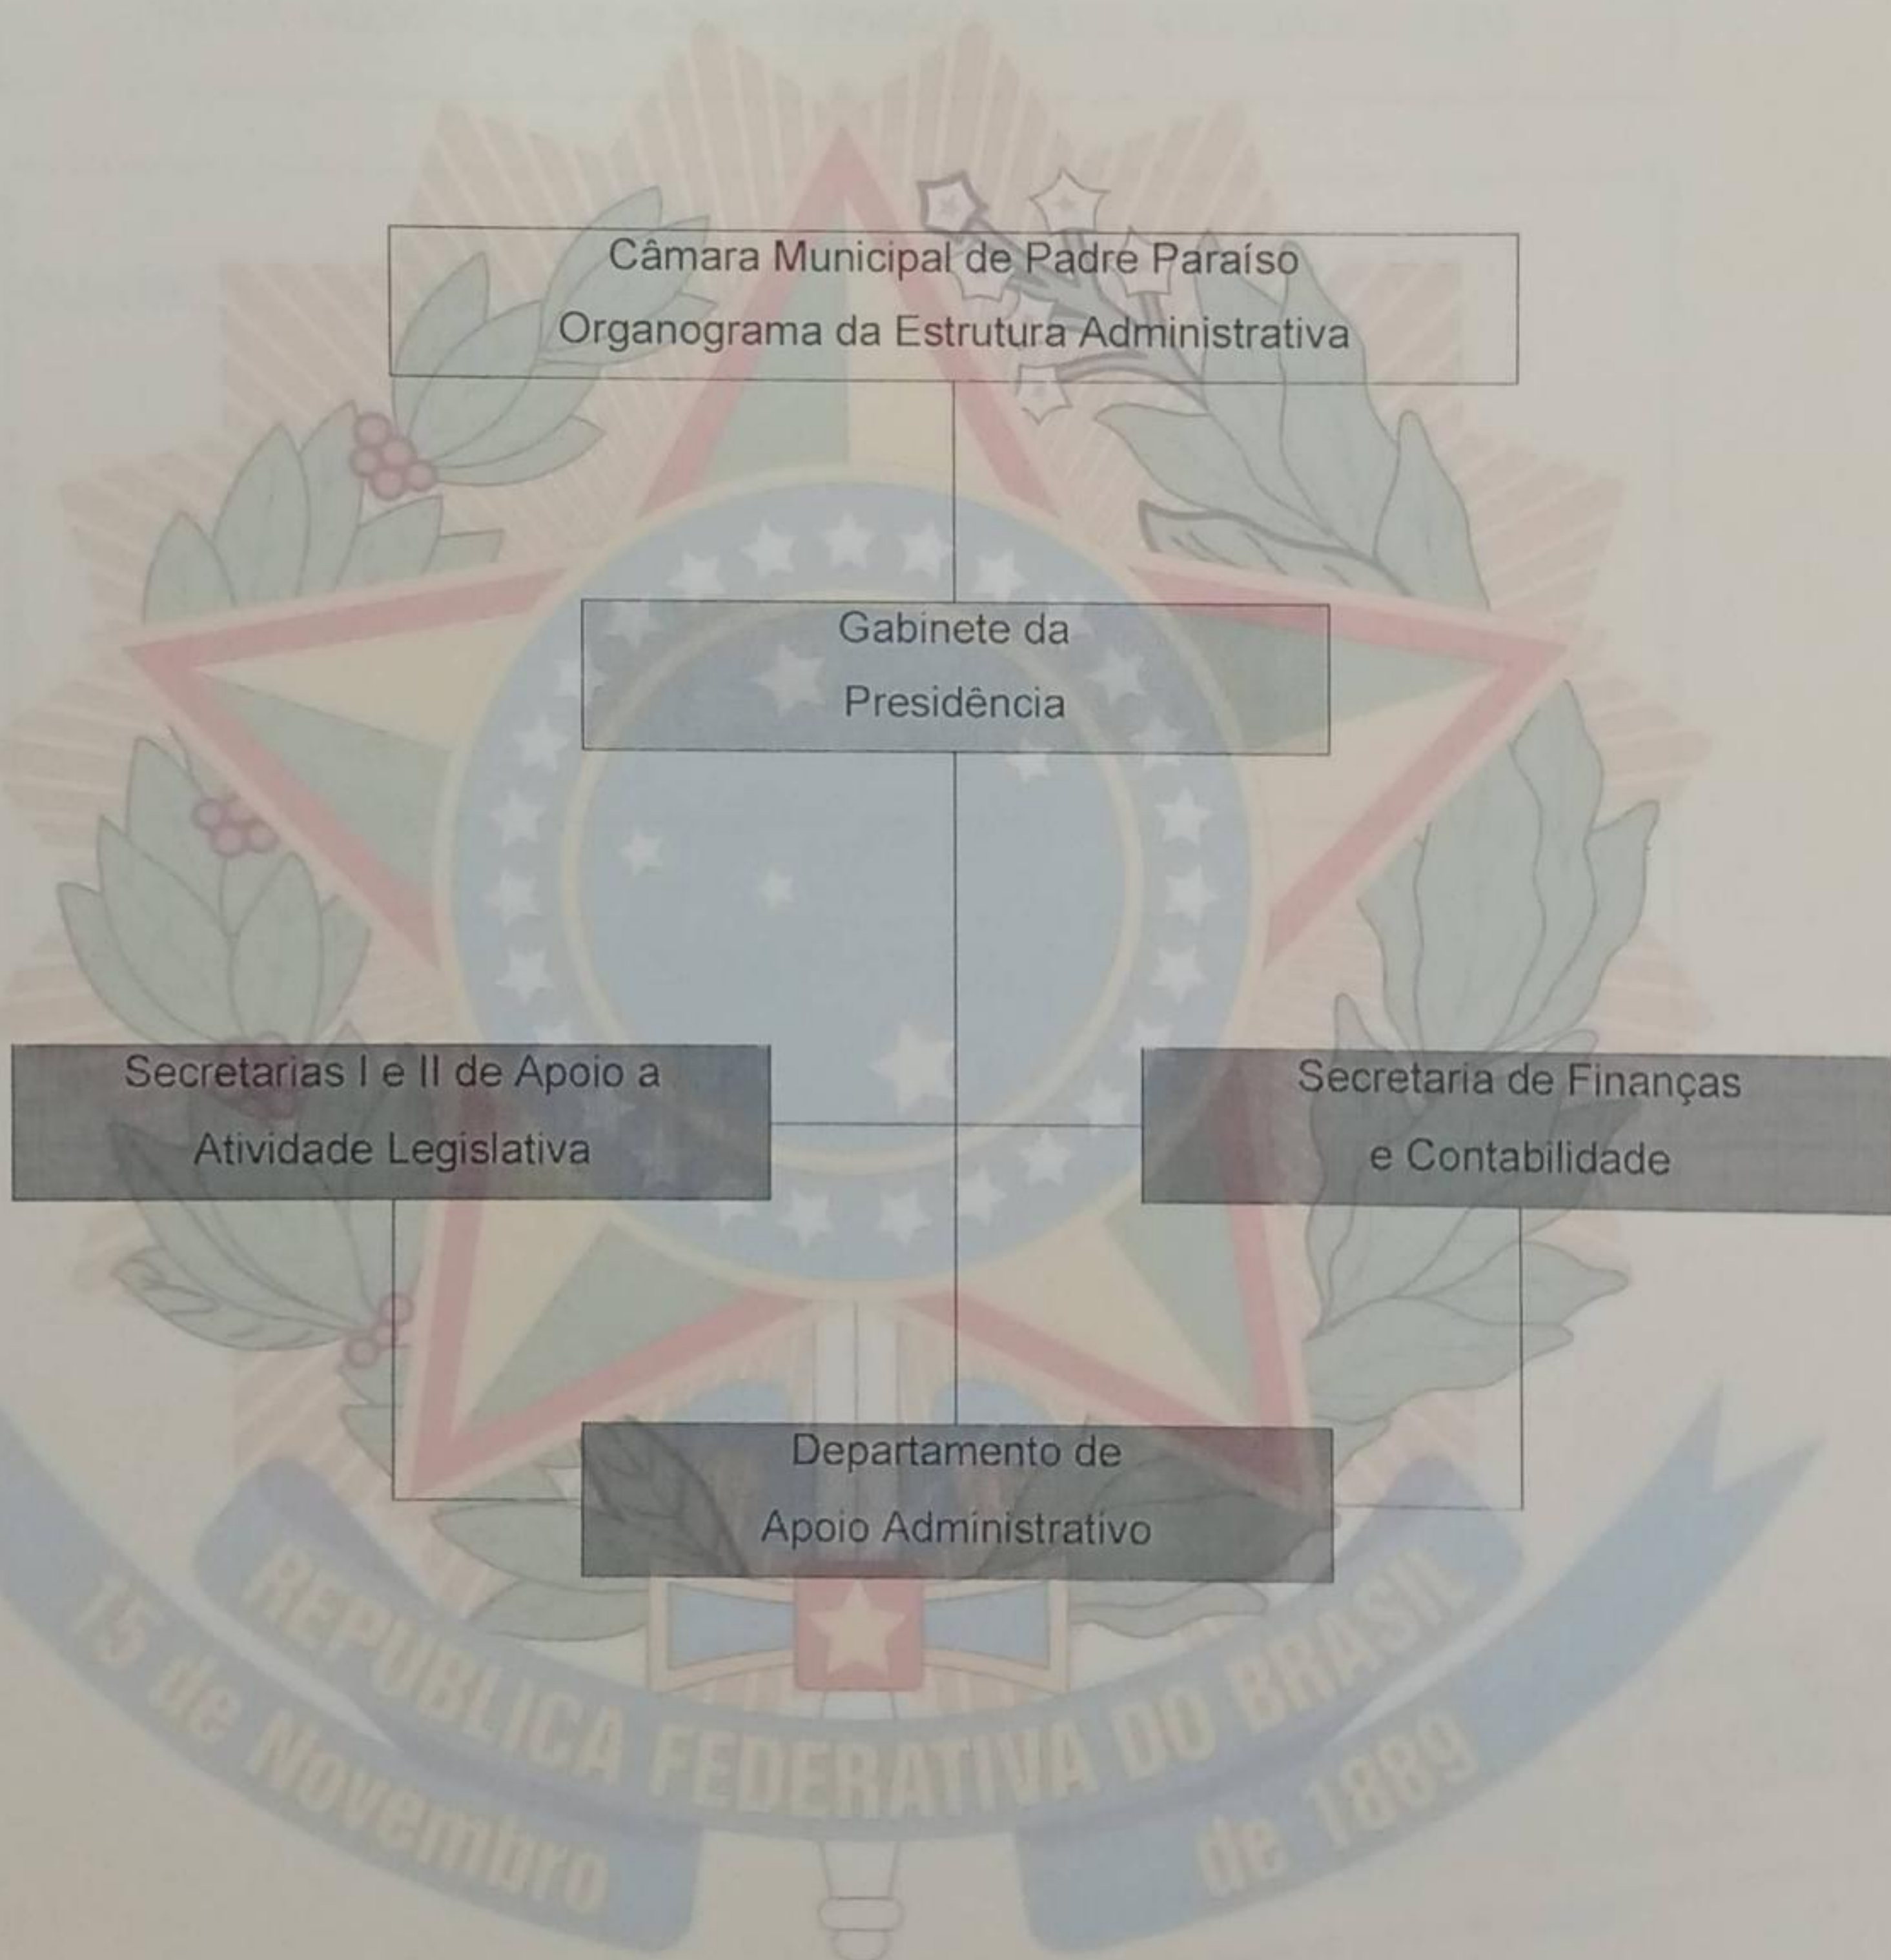 Câmara Municipal de Padre Paraíso
Organograma da Estrutura Administrativa
Gabinete da
Presidência
Secretarias I e II de Apoio a
Atividade Legislativa
Secretaria de Finanças
e Contabilidade
Departamento de
Apoio Administrativo
REPÚBLICA FEDERATIVA DO BRASIL
15 de Novembro
de 1889